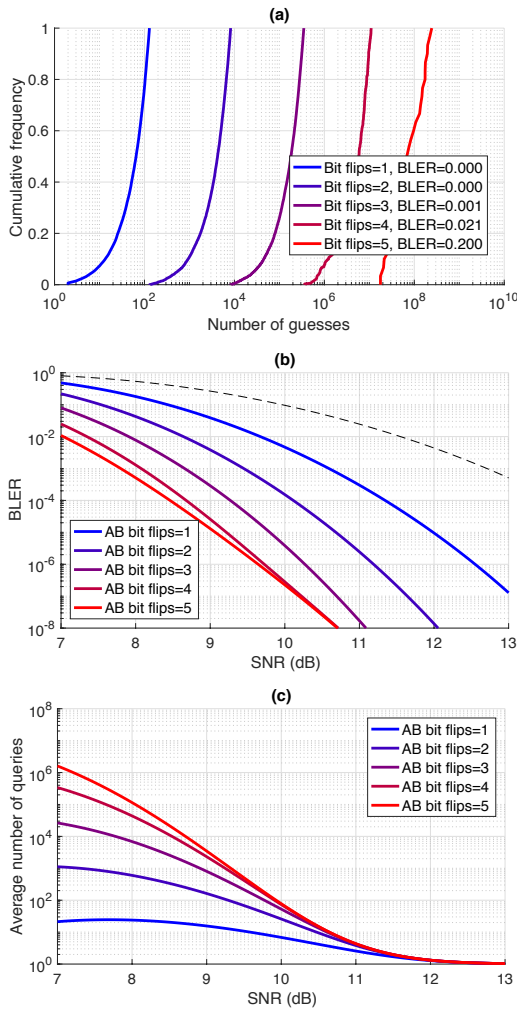 (a)
1
0.8
0.6
0.4
0.2
0
Cumulative frequency
Bit flips=1, BLER=0.000
Bit flips=2, BLER=0.000
Bit flips=3, BLER=0.001
Bit flips=4, BLER=0.021
Bit flips=5, BLER=0.200
10^0 10^2 10^4 10^6 10^8 10^10
Number of guesses
(b)
10^0
10^-2
10^-4
10^-6
10^-8
BLER
AB bit flips=1
AB bit flips=2
AB bit flips=3
AB bit flips=4
AB bit flips=5
7 8 9 10 11 12 13
SNR (dB)
(c)
10^8
10^6
10^4
10^2
10^0
Average number of queries
AB bit flips=1
AB bit flips=2
AB bit flips=3
AB bit flips=4
AB bit flips=5
7 8 9 10 11 12 13
SNR (dB)